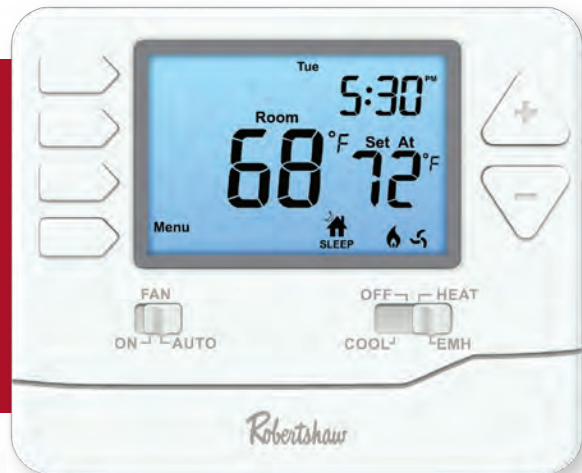 Tue
5:30 PM
Room
68 °F
Set At
72 °F
Menu
SLEEP
FAN
ON AUTO
OFF HEAT
COOL EMH
Robertshaw